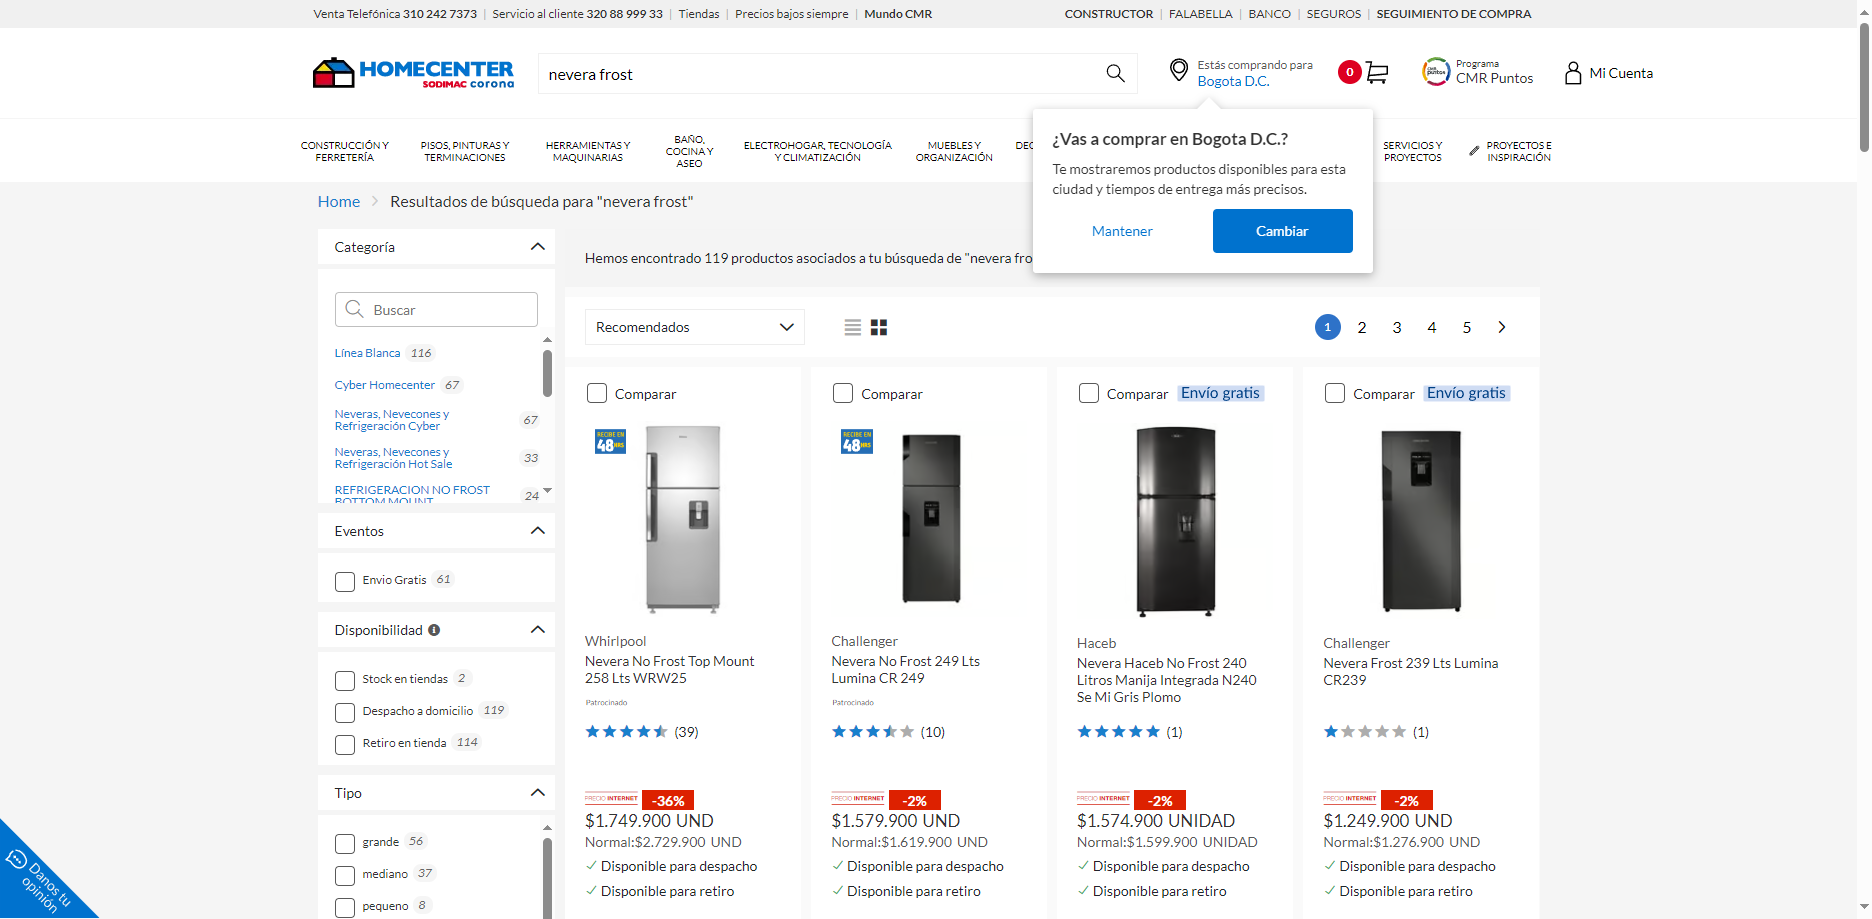 Venta Telefónica 310 242 7373 | Servicio al cliente 320 88 999 33 | Tiendas | Precios bajos siempre | Mundo CMR
CONSTRUCTOR | FALABELLA | BANCO | SEGUROS | SEGUIMIENTO DE COMPRA
HOMECENTER
SODIMAC corona
nevera frost
Estás comprando para
Bogota D.C.
0
CMR puntos
Programa
CMR Puntos
Mi Cuenta
CONSTRUCCIÓN Y
FERRETERÍA
PISOS, PINTURAS Y
TERMINACIONES
HERRAMIENTAS Y
MAQUINARIAS
BAÑO,
COCINA Y
ASEO
ELECTROHOGAR, TECNOLOGÍA
Y CLIMATIZACIÓN
MUEBLES Y
ORGANIZACIÓN
DEC
SERVICIOS Y
PROYECTOS
PROYECTOS E
INSPIRACIÓN
¿Vas a comprar en Bogota D.C.?
Te mostraremos productos disponibles para esta
ciudad y tiempos de entrega más precisos.
Mantener
Cambiar
Home > Resultados de búsqueda para "nevera frost"
Categoría
Buscar
Línea Blanca 116
Cyber Homecenter 67
Neveras, Nevecones y
Refrigeración Cyber 67
Neveras, Nevecones y
Refrigeración Hot Sale 33
REFRIGERACION NO FROST
BOTTOM MOUNT 24
Eventos
Envio Gratis 61
Disponibilidad
Stock en tiendas 2
Despacho a domicilio 119
Retiro en tienda 114
Tipo
grande 56
mediano 37
pequeno 8
Danos tu
opinión
Hemos encontrado 119 productos asociados a tu búsqueda de "nevera fro
Recomendados
1 2 3 4 5
Comparar
RECIBE EN
48HRS
Whirlpool
Nevera No Frost Top Mount
258 Lts WRW25
Patrocinado
(39)
PRECIO INTERNET -36%
$1.749.900 UND
Normal:$2.729.900 UND
Disponible para despacho
Disponible para retiro
Comparar
RECIBE EN
48HRS
Challenger
Nevera No Frost 249 Lts
Lumina CR 249
Patrocinado
(10)
PRECIO INTERNET -2%
$1.579.900 UND
Normal:$1.619.900 UND
Disponible para despacho
Disponible para retiro
Comparar Envío gratis
Haceb
Nevera Haceb No Frost 240
Litros Manija Integrada N240
Se Mi Gris Plomo
(1)
PRECIO INTERNET -2%
$1.574.900 UNIDAD
Normal:$1.599.900 UNIDAD
Disponible para despacho
Disponible para retiro
Comparar Envío gratis
Challenger
Nevera Frost 239 Lts Lumina
CR239
(1)
PRECIO INTERNET -2%
$1.249.900 UND
Normal:$1.276.900 UND
Disponible para despacho
Disponible para retiro